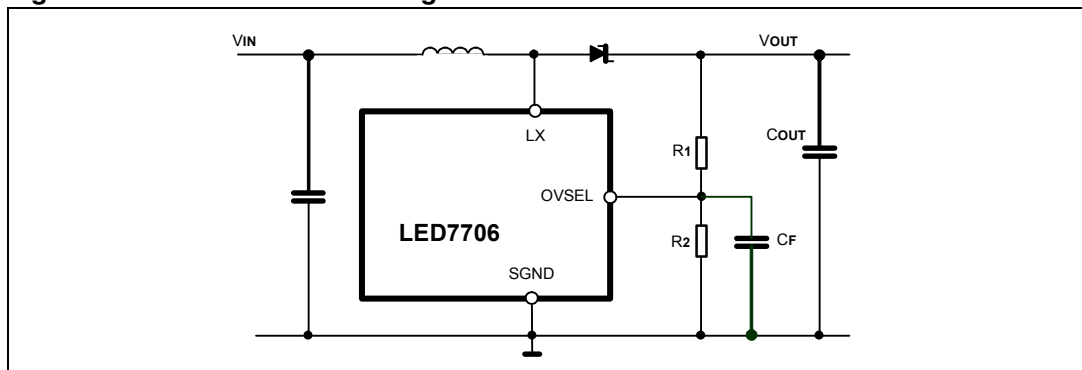 VIN
VOUT
LX
COUT
R1
OVSEL
LED7706
R2
CF
SGND